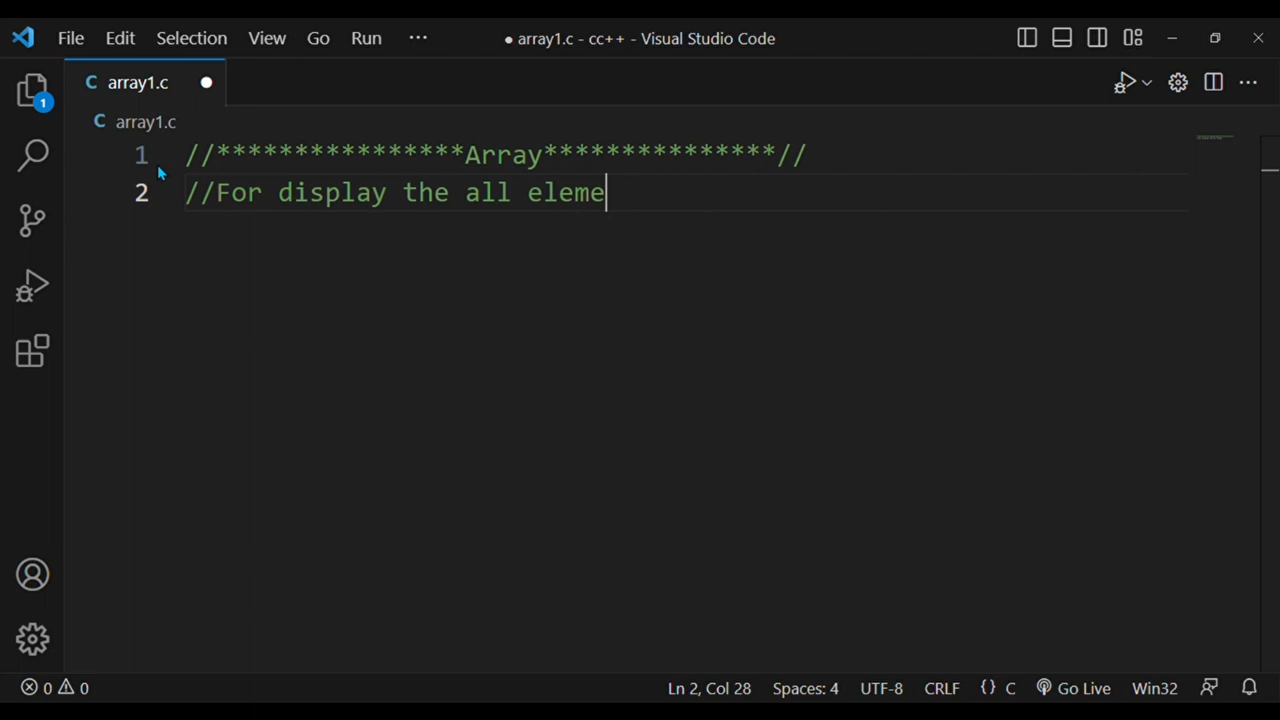 File Edit Selection View Go Run ··· ● array1.c - cc++ - Visual Studio Code
C array1.c ●
1
C array1.c
1 //****************Array***************//
2 //For display the all eleme
0 0 Ln 2, Col 28 Spaces: 4 UTF-8 CRLF {} C Go Live Win32